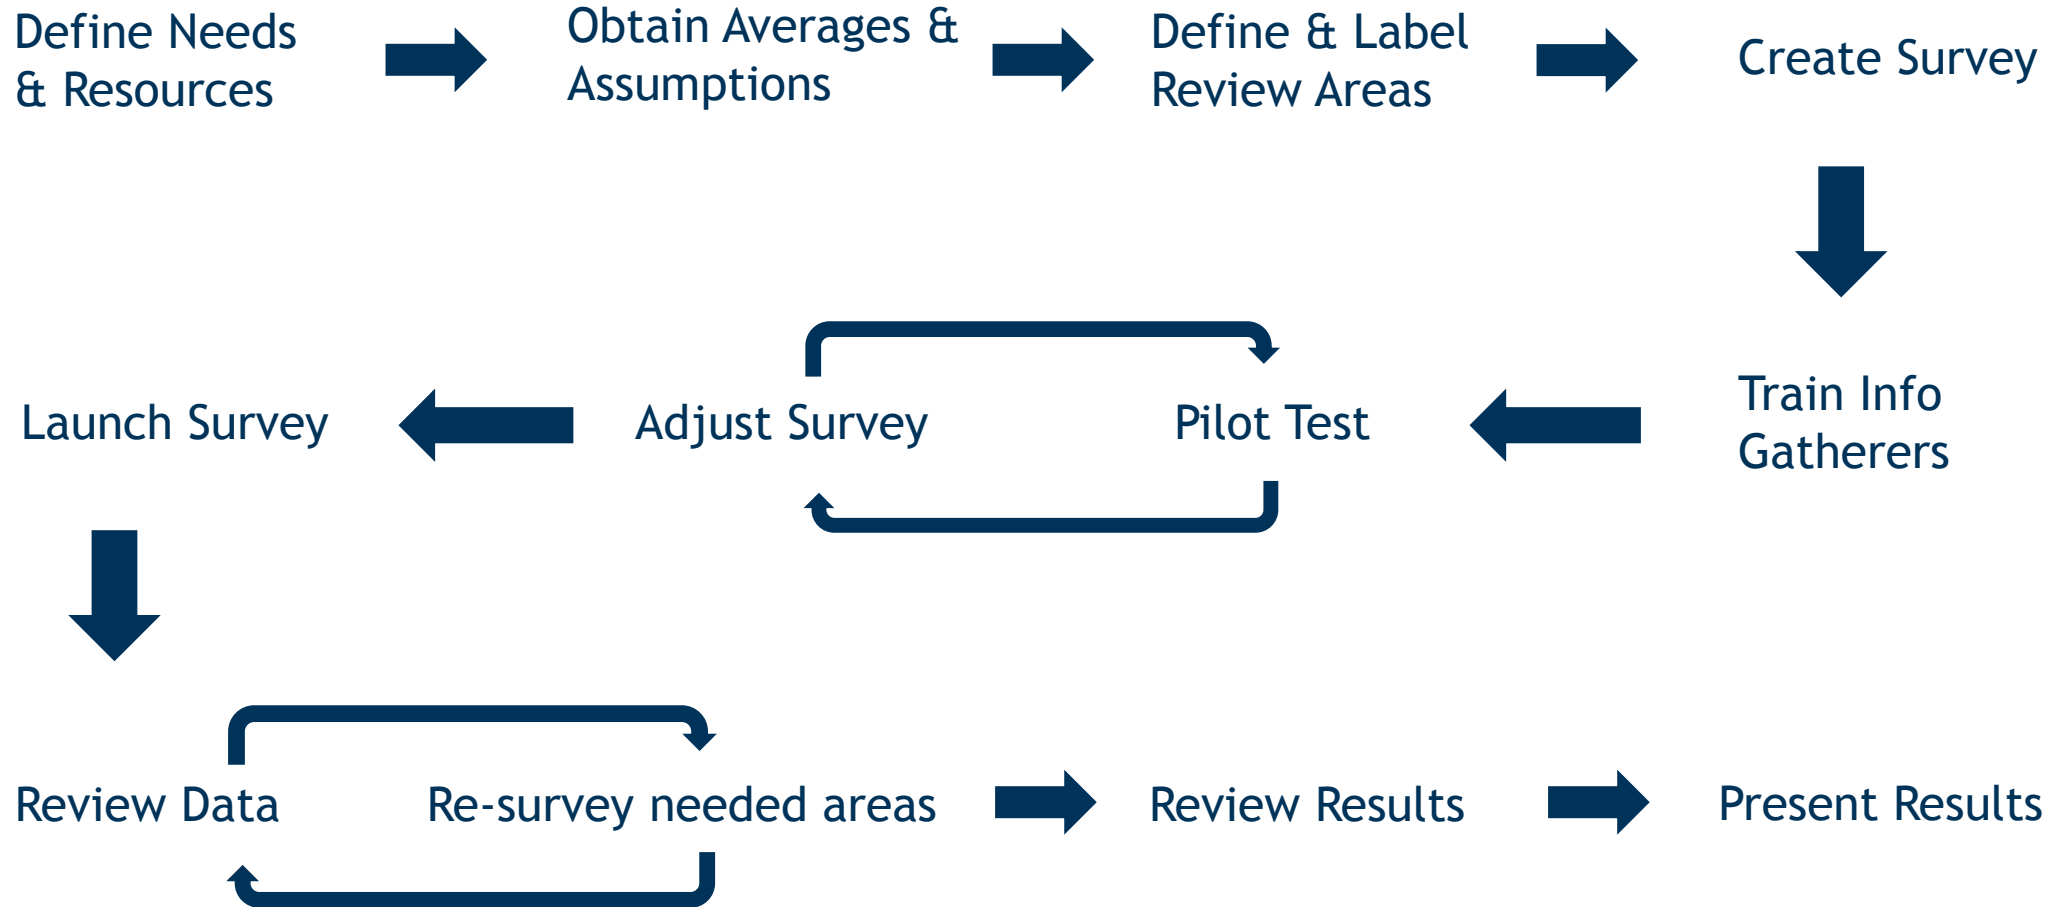 Define Needs
& Resources
Obtain Averages &
Assumptions
Define & Label
Review Areas
Create Survey
Launch Survey
Adjust Survey
Pilot Test
Train Info
Gatherers
Review Data
Re-survey needed areas
Review Results
Present Results